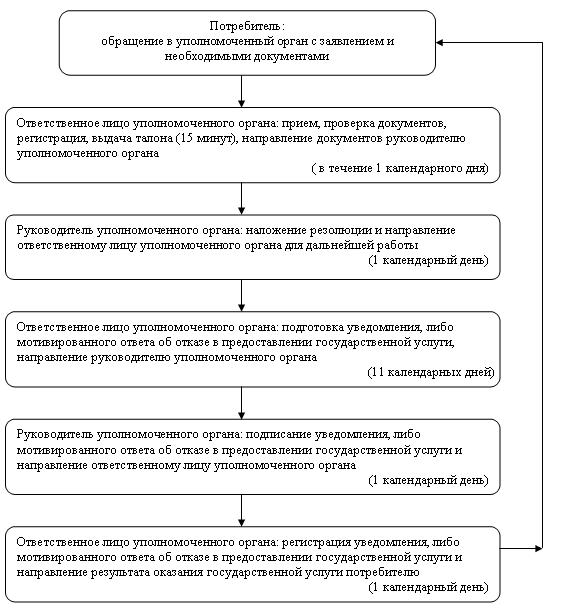 Потребитель:
обращение в уполномоченный орган с заявлением и
необходимыми документами
Ответственное лицо уполномоченного органа: прием, проверка документов,
регистрация, выдача талона (15 минут), направление документов руководителю
уполномоченного органа
( в течение 1 календарного дня)
Руководитель уполномоченного органа: наложение резолюции и направление
ответственному лицу уполномоченного органа для дальнейшей работы
(1 календарный день)
Ответственное лицо уполномоченного органа: подготовка уведомления, либо
мотивированного ответа об отказе в предоставлении государственной услуги,
направление руководителю уполномоченного органа
(11 календарных дней)
Руководитель уполномоченного органа: подписание уведомления, либо
мотивированного ответа об отказе в предоставлении государственной услуги и
направление ответственному лицу уполномоченного органа
(1 календарный день)
Ответственное лицо уполномоченного органа: регистрация уведомления, либо
мотивированного ответа об отказе в предоставлении государственной услуги и
направление результата оказания государственной услуги потребителю
(1 календарный день)